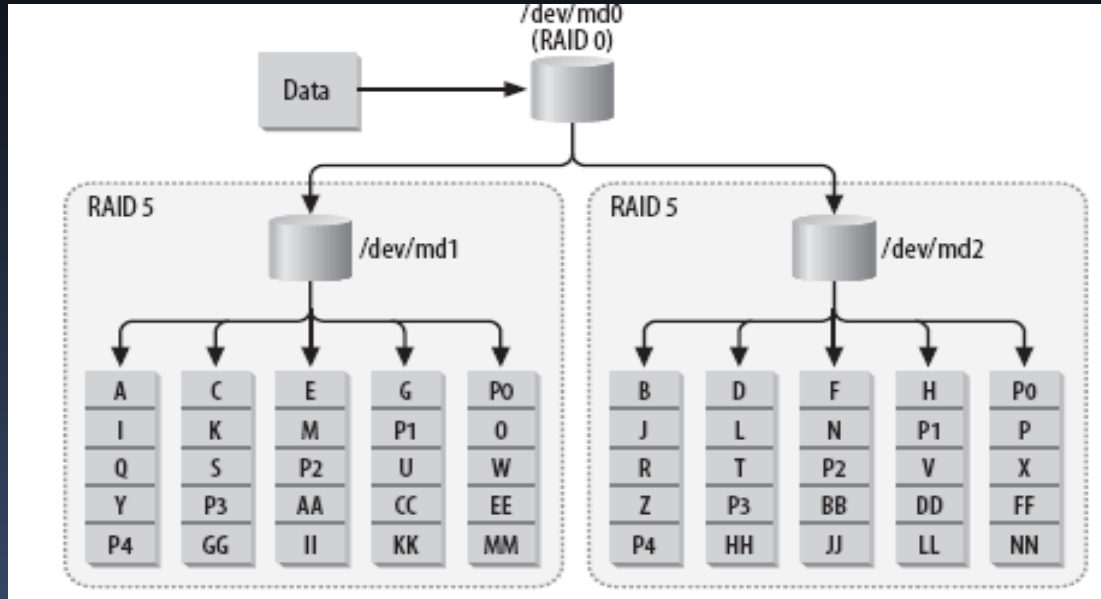 /dev/md0
(RAID 0)
Data
RAID 5
/dev/md1
A C E G P0
I K M P1 O
Q S P2 U W
Y P3 AA CC EE
P4 GG II KK MM
RAID 5
/dev/md2
B D F H P0
J L N P1 P
R T P2 V X
Z P3 BB DD FF
P4 HH JJ LL NN